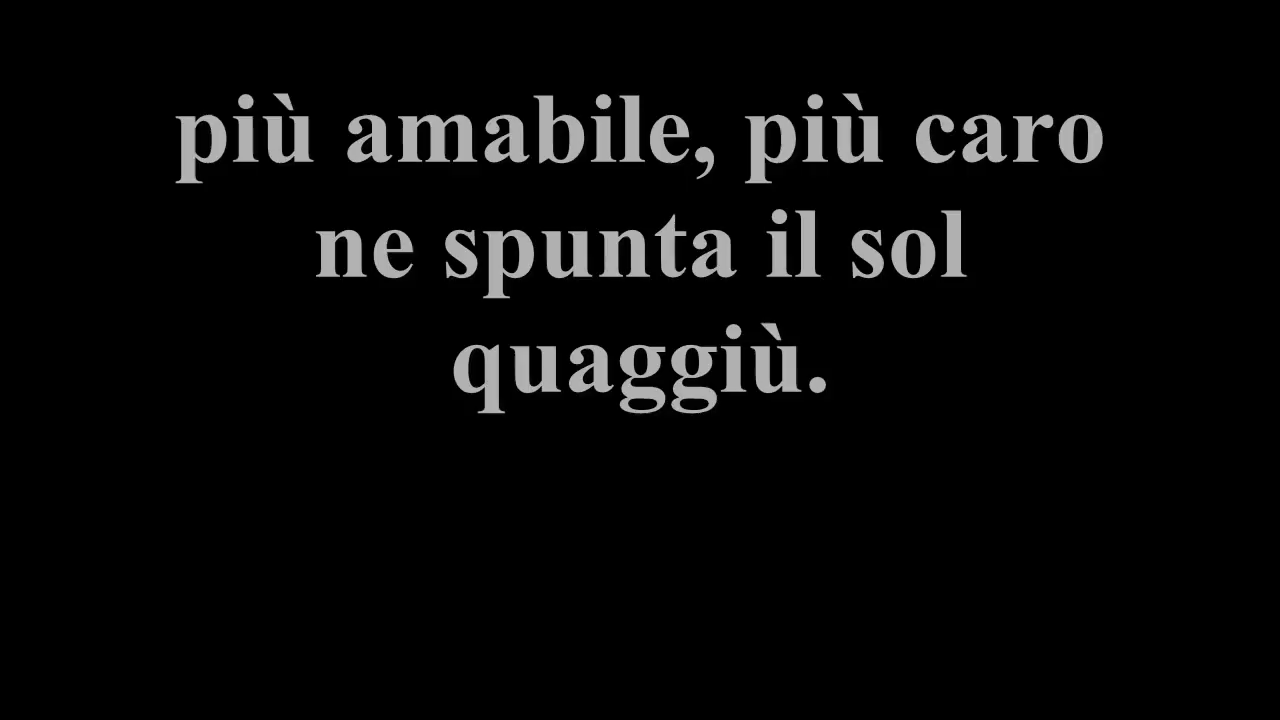 più amabile, più caro
ne spunta il sol
quaggiù.